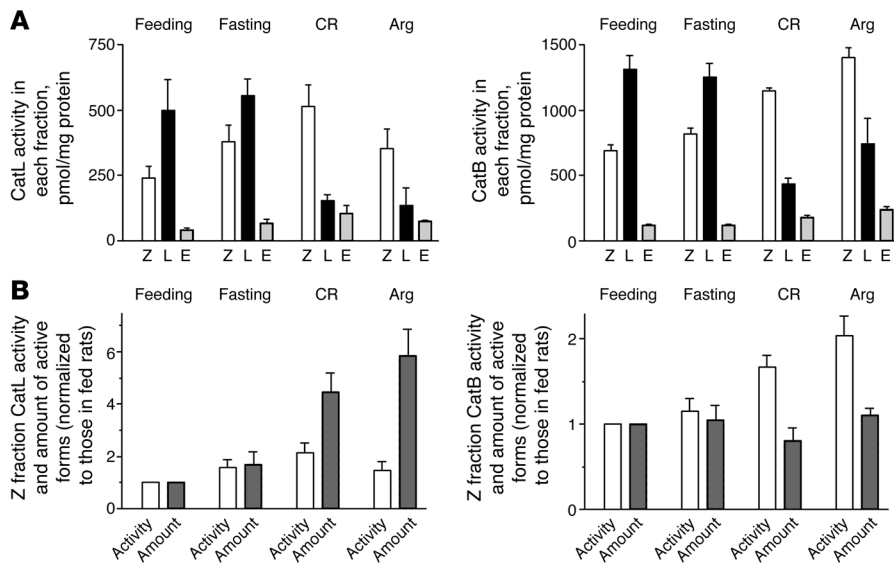 A
Feeding Fasting CR Arg
CatL activity in
each fraction,
pmol/mg protein
750
500
250
0
Z L E Z L E Z L E Z L E
Feeding Fasting CR Arg
CatB activity in
each fraction,
pmol/mg protein
1500
1000
500
0
Z L E Z L E Z L E Z L E
B
Feeding Fasting CR Arg
Z fraction CatL activity
and amount of active
forms (normalized
to those in fed rats)
6
4
2
0
Activity Amount Activity Amount Activity Amount Activity Amount
Feeding Fasting CR Arg
Z fraction CatB activity
and amount of active
forms (normalized
to those in fed rats)
2
1
0
Activity Amount Activity Amount Activity Amount Activity Amount